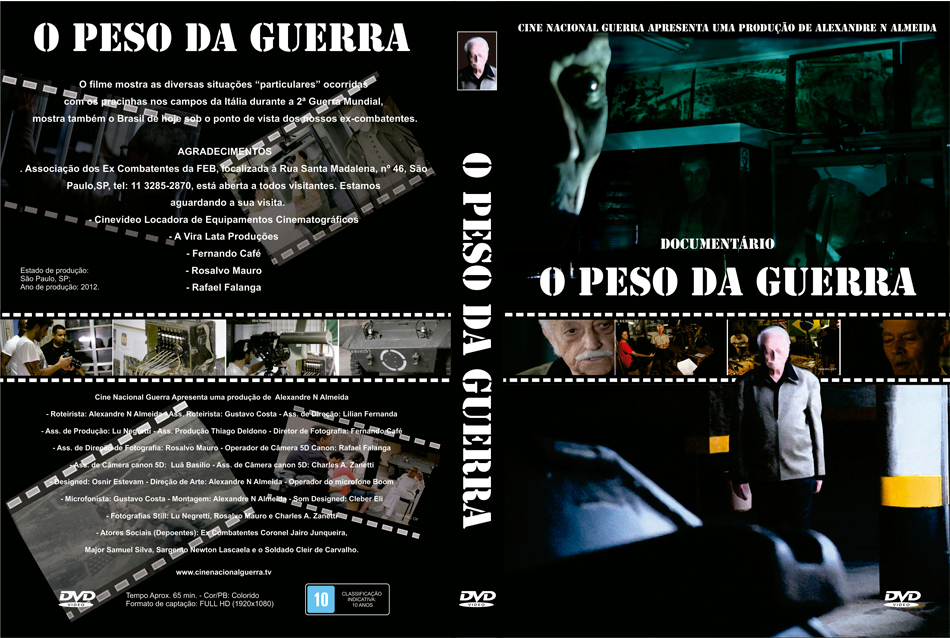 O PESO DA GUERRA
O filme mostra as diversas situações “particulares” ocorridas
com os pracinhas nos campos da Itália durante a 2ª Guerra Mundial,
mostra também o Brasil de hoje sob o ponto de vista dos nossos ex-combatentes.
AGRADECIMENTOS
. Associação dos Ex Combatentes da FEB, localizada á Rua Santa Madalena, nº 46, São
Paulo,SP, tel: 11 3285-2870, está aberta a todos visitantes. Estamos
aguardando a sua visita.
- Cinevídeo Locadora de Equipamentos Cinematográficos
- A Vira Lata Produções
- Fernando Café
- Rosalvo Mauro
- Rafael Falanga
Estado de produção:
São Paulo, SP;
Ano de produção: 2012.
Cine Nacional Guerra Apresenta uma produção de Alexandre N Almeida
- Roteirista: Alexandre N Almeida - Ass. Roteirista: Gustavo Costa - Ass. de Direção: Lilian Fernanda
- Ass. de Produção: Lu Negretti - Ass. Produção Thiago Deldono - Diretor de Fotografia: Fernando Café
- Ass. de Direção de Fotografia: Rosalvo Mauro - Operador de Câmera 5D Canon: Rafael Falanga
- Ass. de Câmera canon 5D: Luã Basílio - Ass. de Câmera canon 5D: Charles A. Zanetti
- Designed: Osnir Estevam - Direção de Arte: Alexandre N Almeida - Operador do microfone Boom
- Microfonista: Gustavo Costa - Montagem: Alexandre N Almeida - Som Designed: Cleber Eli
- Fotografias Still: Lu Negretti, Rosalvo Mauro e Charles A. Zanetti
- Atores Sociais (Depoentes): Ex Combatentes Coronel Jairo Junqueira,
Major Samuel Silva, Sargento Newton Lascaela e o Soldado Cleir de Carvalho.
www.cinenacionalguerra.tv
DVD
VIDEO
Tempo Aprox. 65 min. - Cor/PB: Colorido
Formato de captação: FULL HD (1920x1080)
10
CLASSIFICAÇÃO
INDICATIVA:
10 ANOS
O PESO DA GUERRA
DVD
VIDEO
CINE NACIONAL GUERRA APRESENTA UMA PRODUÇÃO DE ALEXANDRE N ALMEIDA
DOCUMENTÁRIO
O PESO DA GUERRA
DVD
VIDEO